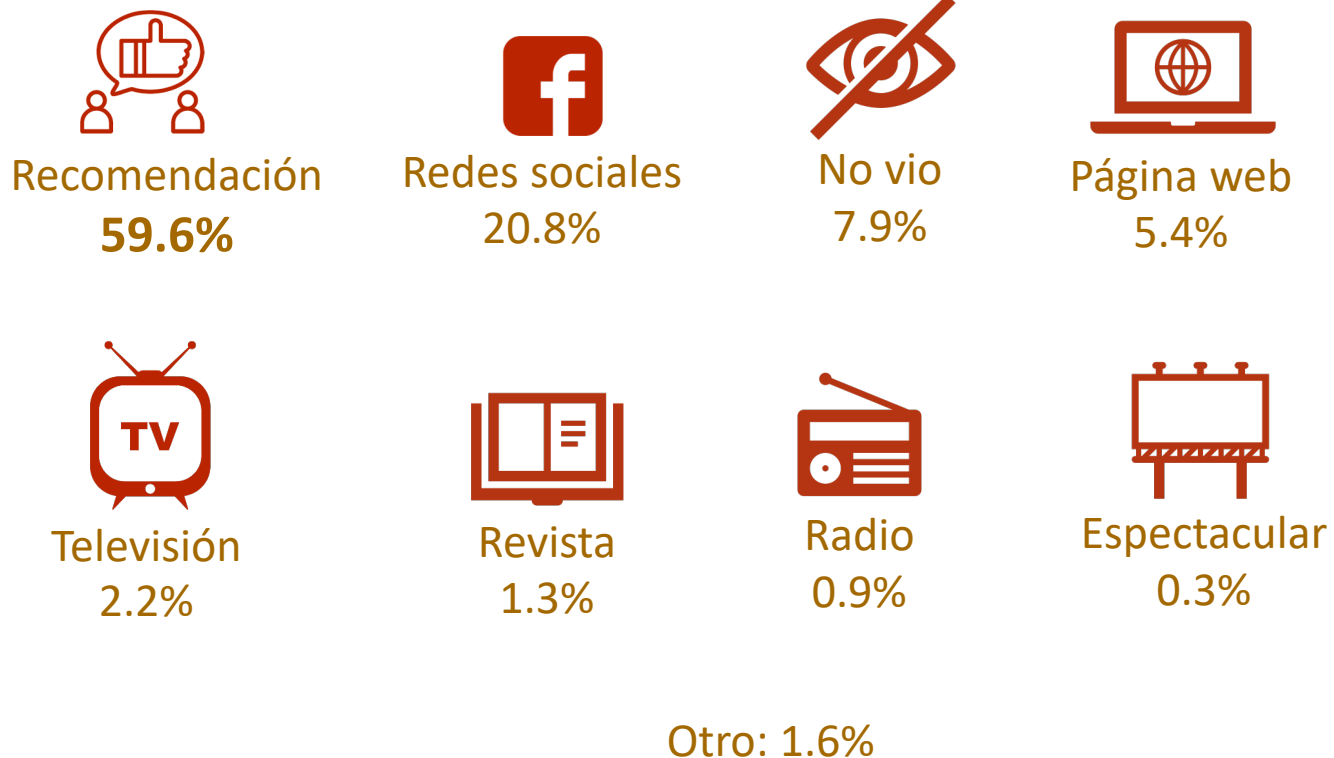 Recomendación
59.6%
Redes sociales
20.8%
No vio
7.9%
Página web
5.4%
TV
Televisión
2.2%
Revista
1.3%
Radio
0.9%
Espectacular
0.3%
Otro: 1.6%